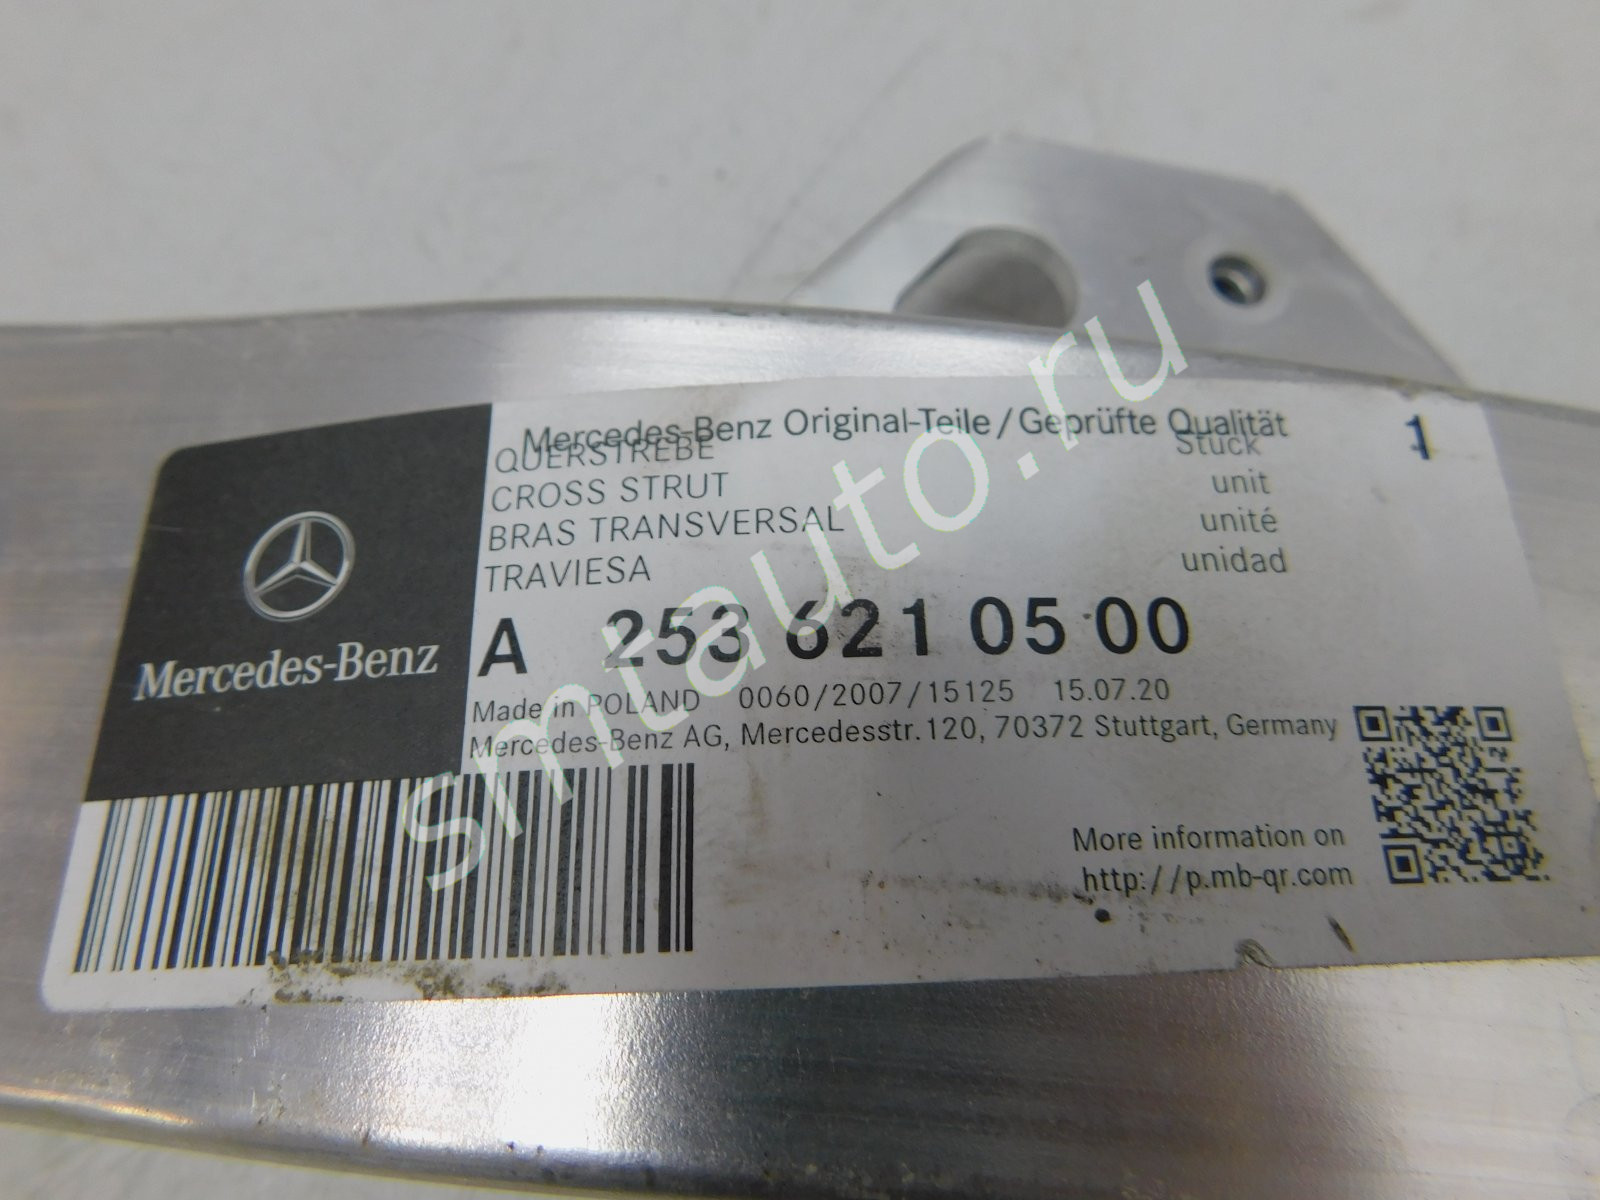 Mercedes-Benz Original-Teile / Geprüfte Qualität
QUERSTREBE Stück 1
CROSS STRUT unit
BRAS TRANSVERSAL unité
TRAVIESA unidad
A 253 621 05 00
Made in POLAND 0060/2007/15125 15.07.20
Mercedes-Benz AG, Mercedesstr. 120, 70372 Stuttgart, Germany
Mercedes-Benz
More information on
http://p.mb-qr.com
smtauto.ru